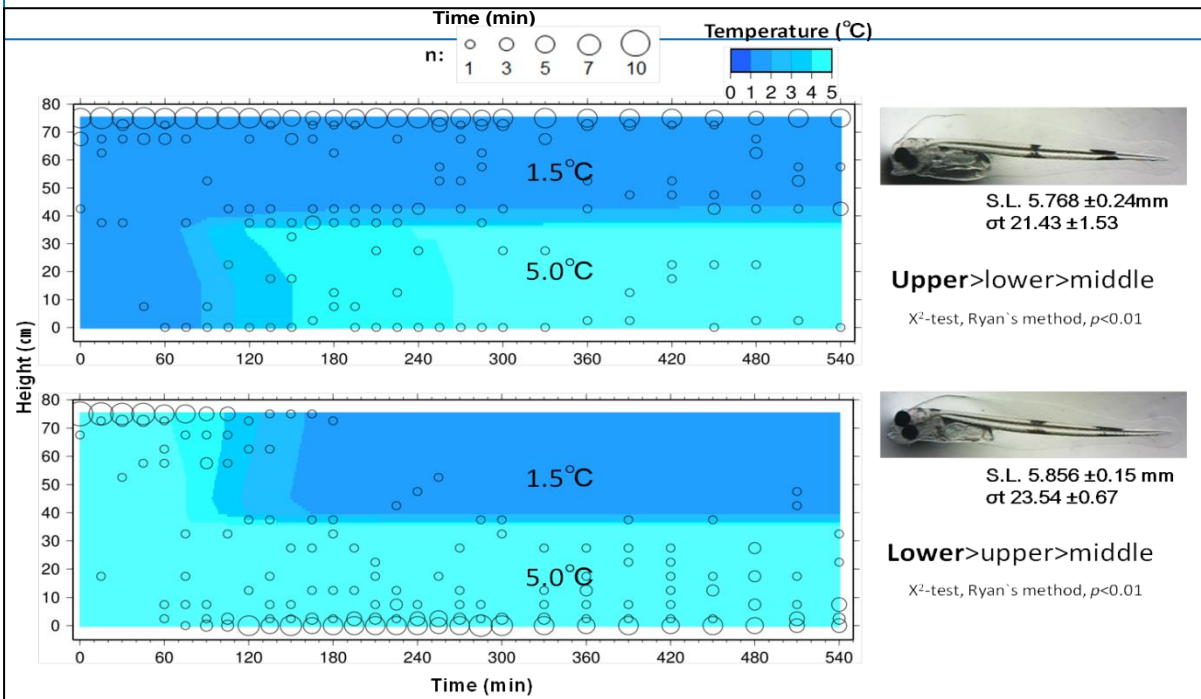 Time (min)
n:
1 3 5 7 10
Temperature (°C)
0 1 2 3 4 5
Height (㎝)
80
70
60
50
40
30
20
10
0
1.5°C
5.0°C
0 60 120 180 240 300 360 420 480 540
S.L. 5.768 ±0.24mm
σt 21.43 ±1.53
Upper>lower>middle
X²-test, Ryan`s method, p<0.01
80
70
60
50
40
30
20
10
0
1.5°C
5.0°C
0 60 120 180 240 300 360 420 480 540
Time (min)
S.L. 5.856 ±0.15 mm
σt 23.54 ±0.67
Lower>upper>middle
X²-test, Ryan`s method, p<0.01